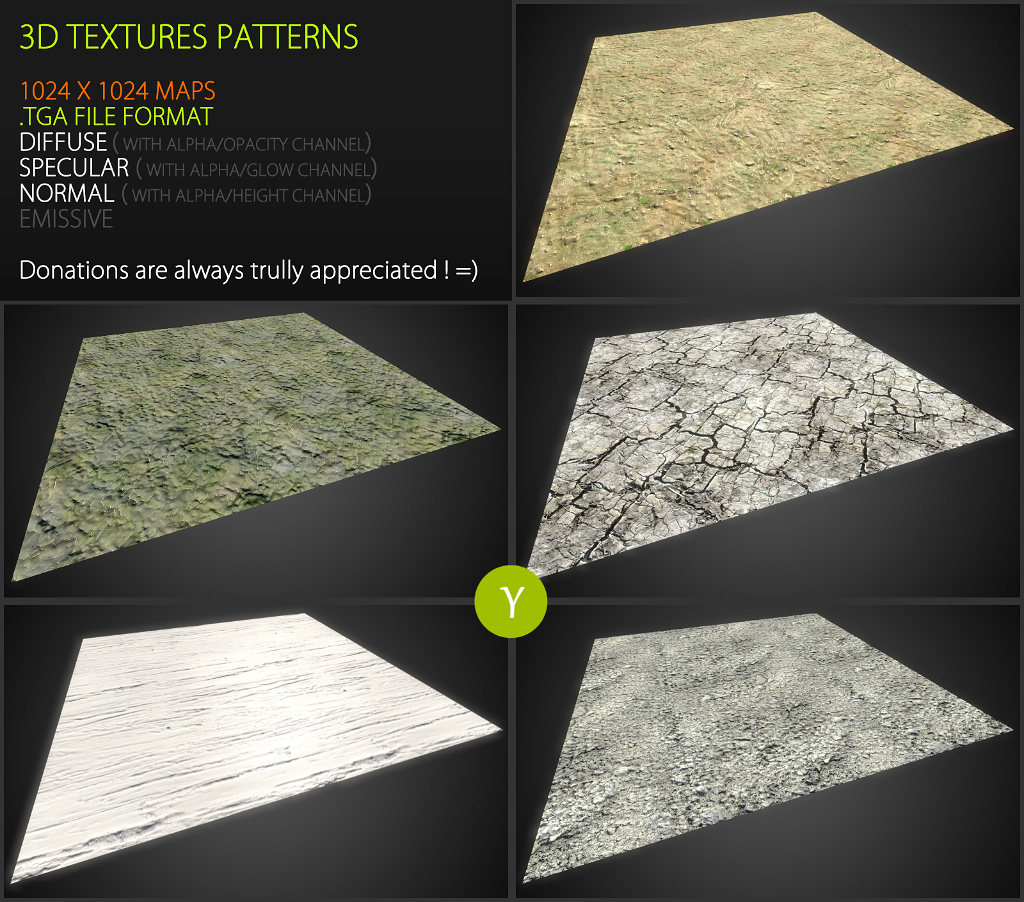 3D TEXTURES PATTERNS
1024 X 1024 MAPS
.TGA FILE FORMAT
DIFFUSE ( WITH ALPHA/OPACITY CHANNEL)
SPECULAR ( WITH ALPHA/GLOW CHANNEL)
NORMAL ( WITH ALPHA/HEIGHT CHANNEL)
EMISSIVE
Donations are always trully appreciated ! =)
Y